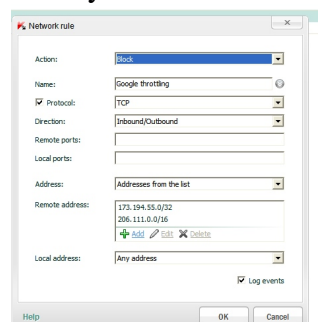 Network rule
Action: Block
Name: Google throttling
Protocol: TCP
Direction: Inbound/Outbound
Remote ports:
Local ports:
Address: Addresses from the list
Remote address: 173.194.55.0/32
206.111.0.0/16
Add Edit Delete
Local address: Any address
Log events
Help OK Cancel